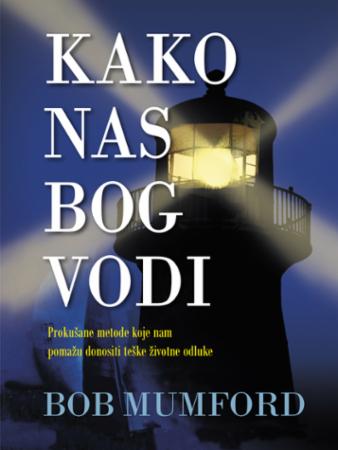 KAKO
NAS
BOG
VODI
Prokušane metode koje nam
pomažu donositi teške životne odluke
BOB MUMFORD